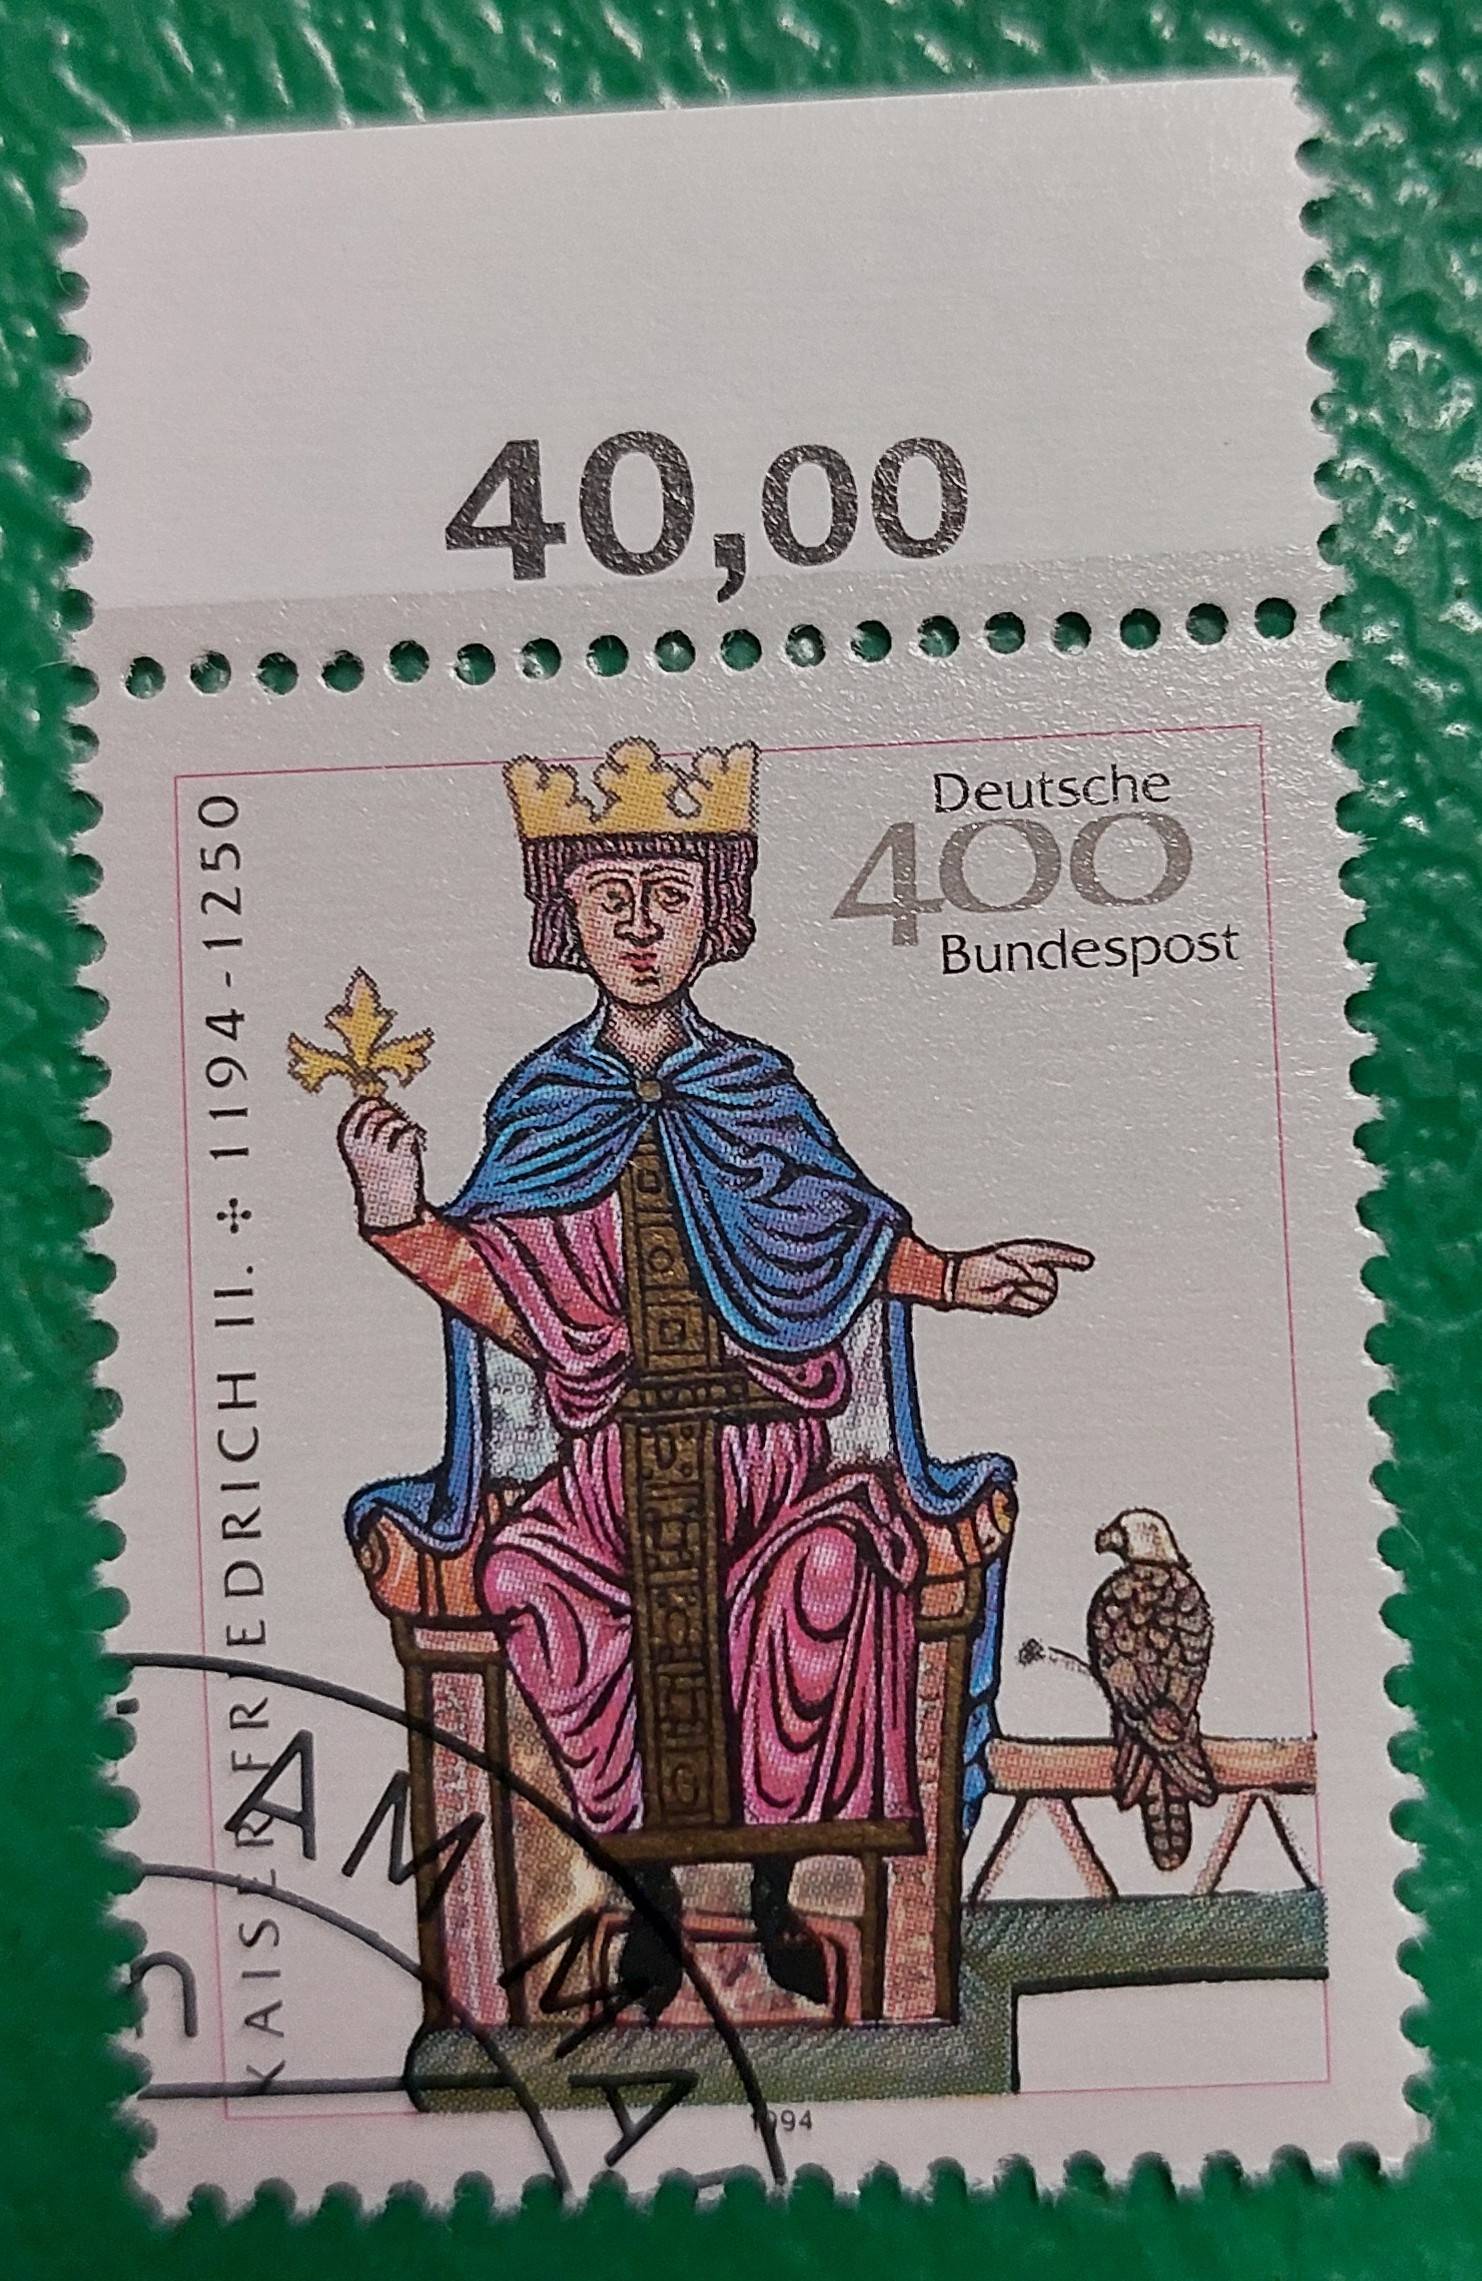 40,00
Deutsche
400
Bundespost
KAISER FRIEDRICH II. 1194-1250
1994